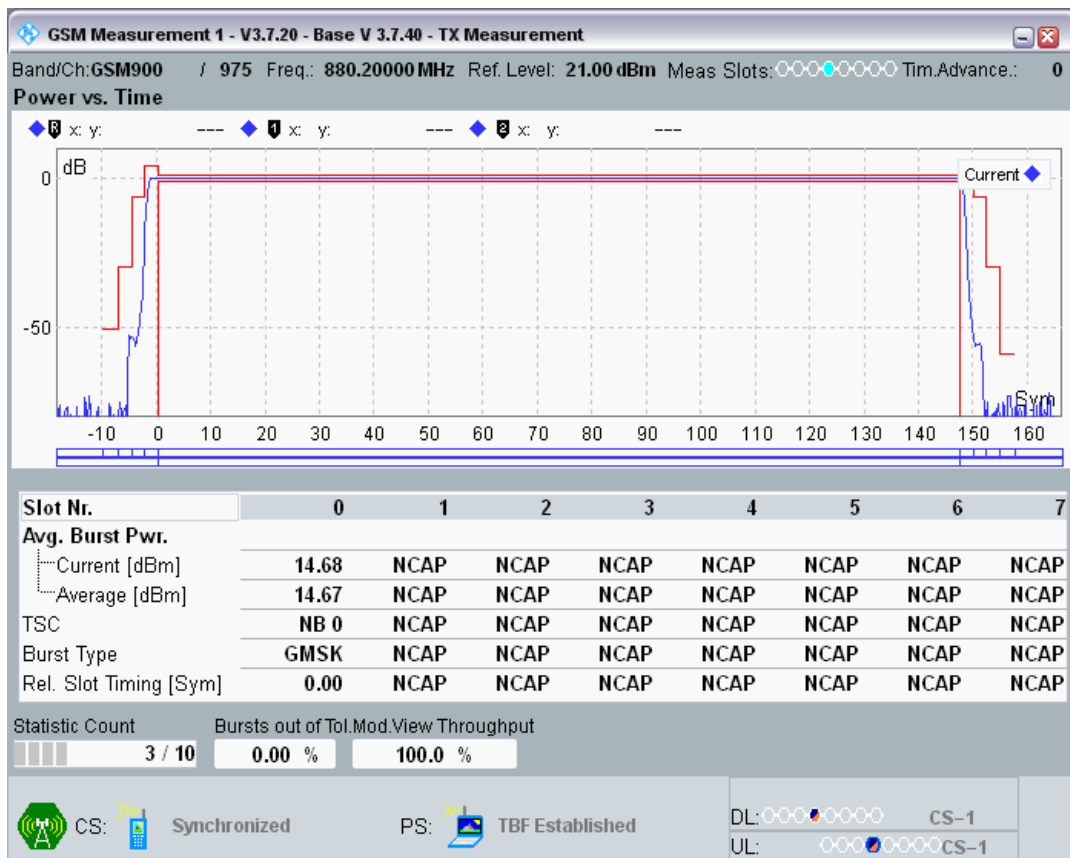 GSM Measurement 1 - V3.7.20 - Base V 3.7.40 - TX Measurement
Band/Ch:GSM900 / 975 Freq.: 880.20000 MHz Ref. Level: 21.00 dBm Meas Slots: Tim.Advance.: 0
Power vs. Time
R x: y: --- 1 x: y: --- 2 x: y: ---
dB
Current
0
-50
Sym
-10 0 10 20 30 40 50 60 70 80 90 100 110 120 130 140 150 160
Slot Nr. 0 1 2 3 4 5 6 7
Avg. Burst Pwr.
Current [dBm] 14.68 NCAP NCAP NCAP NCAP NCAP NCAP NCAP
Average [dBm] 14.67 NCAP NCAP NCAP NCAP NCAP NCAP NCAP
TSC NB 0 NCAP NCAP NCAP NCAP NCAP NCAP NCAP
Burst Type GMSK NCAP NCAP NCAP NCAP NCAP NCAP NCAP
Rel. Slot Timing [Sym] 0.00 NCAP NCAP NCAP NCAP NCAP NCAP NCAP
Statistic Count Bursts out of Tol.Mod.View Throughput
3 / 10 0.00 % 100.0 %
CS: Synchronized PS: TBF Established
DL: CS-1
UL: CS-1